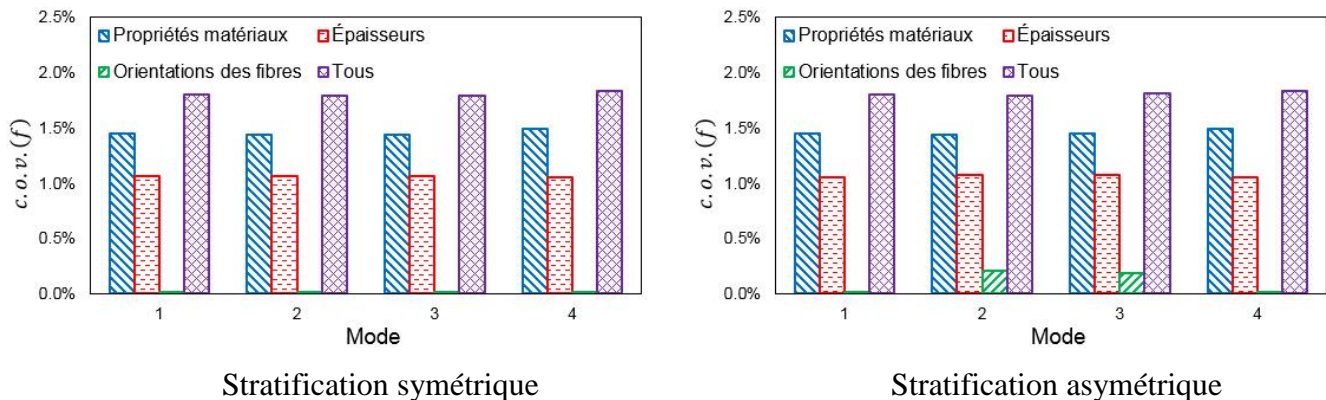 2.5%
Propriétés matériaux
Épaisseurs
2.0%
Orientations des fibres
Tous
1.5%
c.o.v.(f)
1.0%
0.5%
0.0%
1 2 3 4
Mode
Stratification symétrique
2.5%
Propriétés matériaux
Épaisseurs
2.0%
Orientations des fibres
Tous
1.5%
c.o.v.(f)
1.0%
0.5%
0.0%
1 2 3 4
Mode
Stratification asymétrique